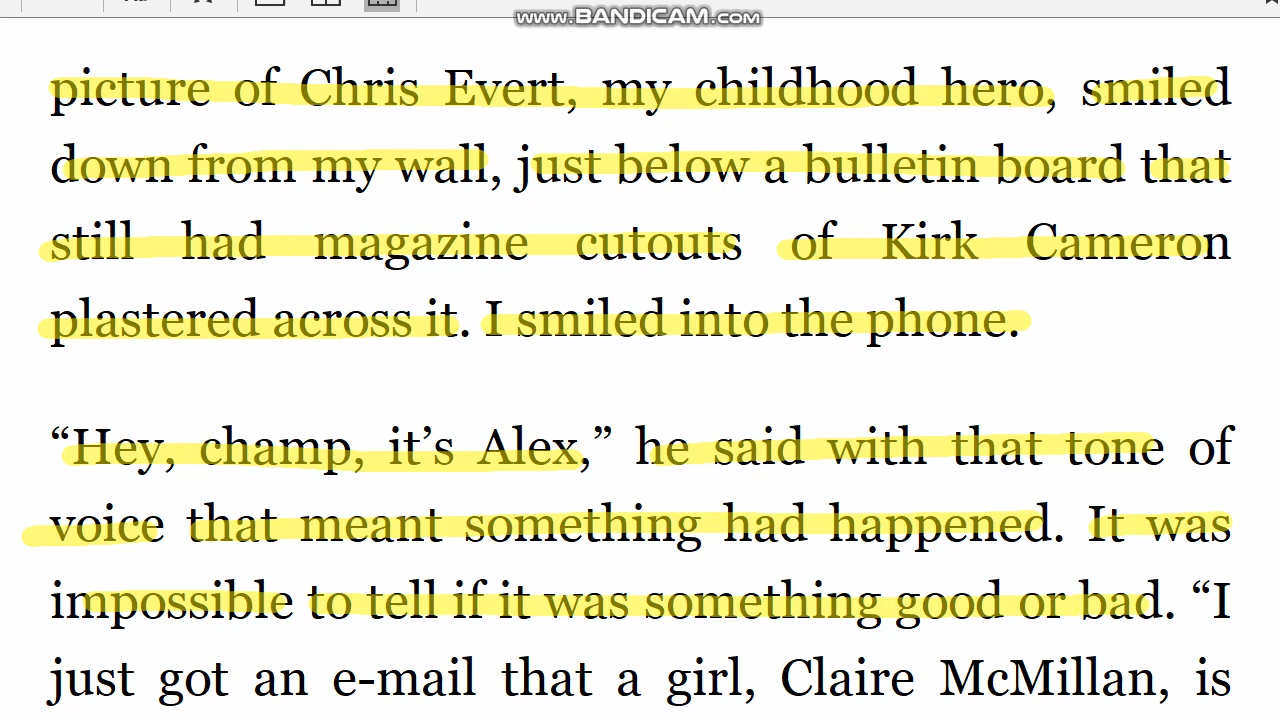 www.BANDICAM.com
picture of Chris Evert, my childhood hero, smiled
down from my wall, just below a bulletin board that
still had magazine cutouts of Kirk Cameron
plastered across it. I smiled into the phone.
“Hey, champ, it’s Alex,” he said with that tone of
voice that meant something had happened. It was
impossible to tell if it was something good or bad. “I
just got an e-mail that a girl, Claire McMillan, is